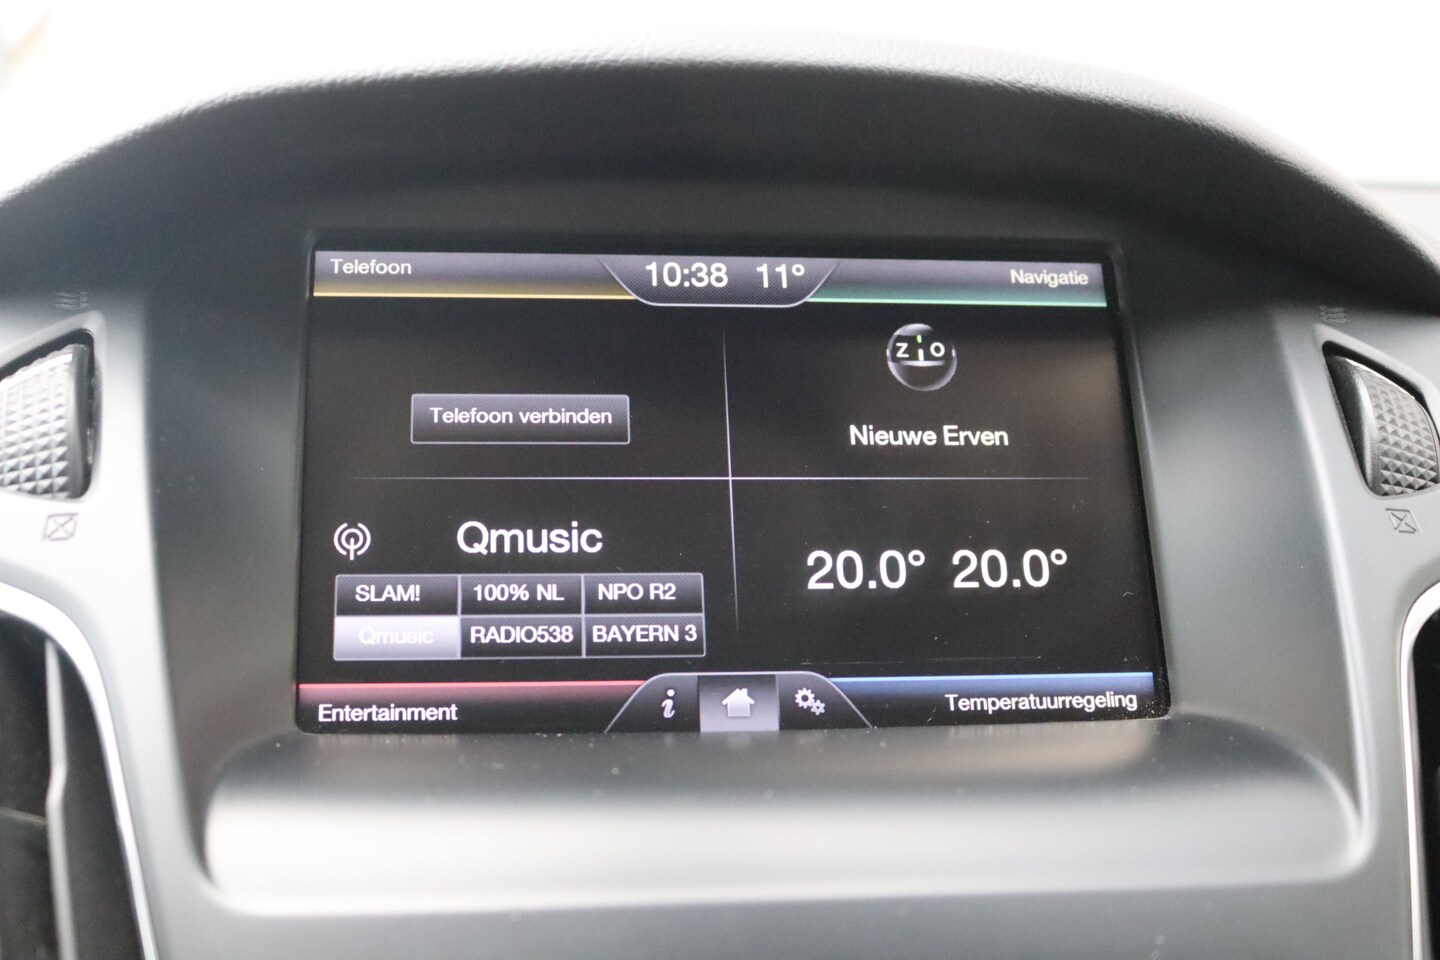 Telefoon
10:38 11°
Navigatie
Z O
Telefoon verbinden
Nieuwe Erven
Qmusic
SLAM! 100% NL NPO R2
Qmusic RADIO538 BAYERN 3
20.0° 20.0°
Entertainment
i
Temperatuurregeling